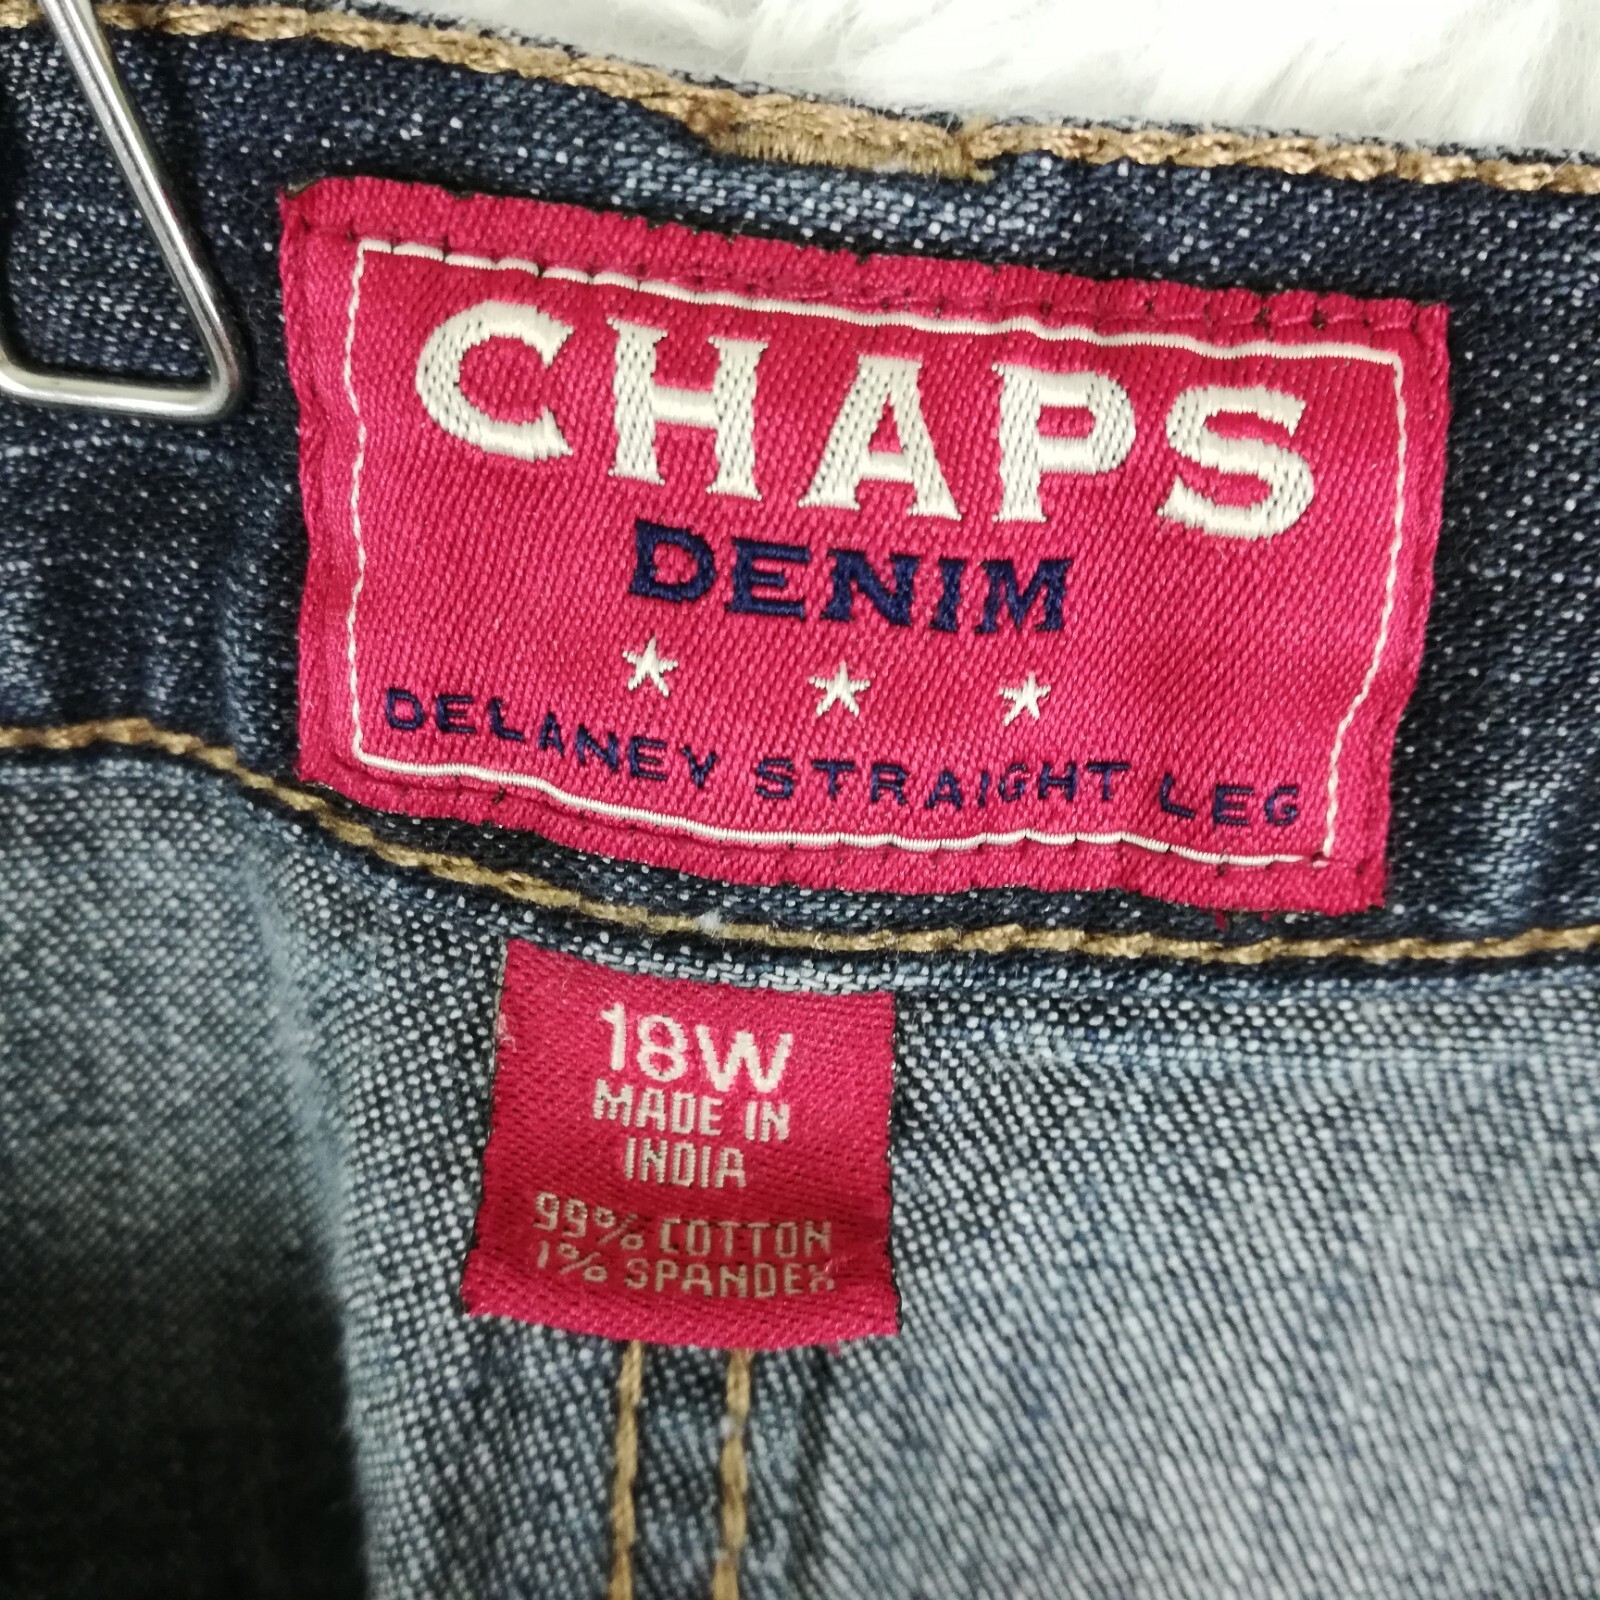 CHAPS
DENIM
DELANEY STRAIGHT LEG
18W
MADE IN
INDIA
99% COTTON
1% SPANDEX